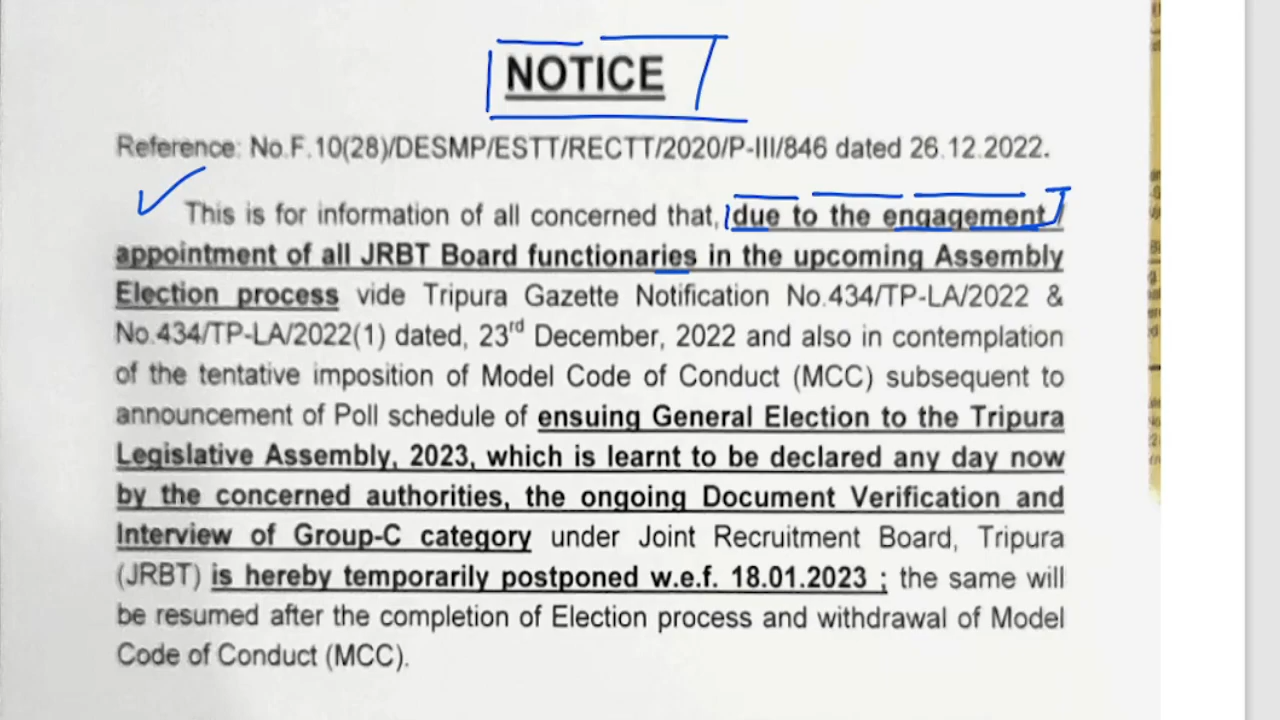 NOTICE
Reference: No.F.10(28)/DESMP/ESTT/RECTT/2020/P-III/846 dated 26.12.2022.
This is for information of all concerned that, due to the engagement /
appointment of all JRBT Board functionaries in the upcoming Assembly
Election process vide Tripura Gazette Notification No.434/TP-LA/2022 &
No.434/TP-LA/2022(1) dated, 23rd December, 2022 and also in contemplation
of the tentative imposition of Model Code of Conduct (MCC) subsequent to
announcement of Poll schedule of ensuing General Election to the Tripura
Legislative Assembly, 2023, which is learnt to be declared any day now
by the concerned authorities, the ongoing Document Verification and
Interview of Group-C category under Joint Recruitment Board, Tripura
(JRBT) is hereby temporarily postponed w.e.f. 18.01.2023 ; the same will
be resumed after the completion of Election process and withdrawal of Model
Code of Conduct (MCC).